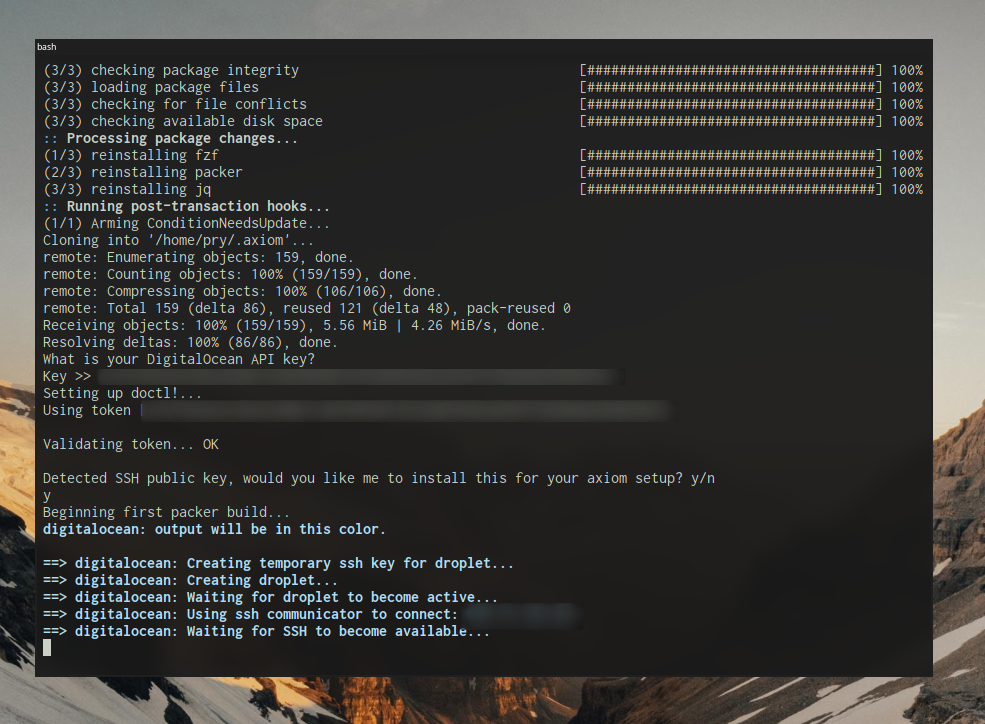 bash
(3/3) checking package integrity [####################################] 100%
(3/3) loading package files [####################################] 100%
(3/3) checking for file conflicts [####################################] 100%
(3/3) checking available disk space [####################################] 100%
:: Processing package changes...
(1/3) reinstalling fzf [####################################] 100%
(2/3) reinstalling packer [####################################] 100%
(3/3) reinstalling jq [####################################] 100%
:: Running post-transaction hooks...
(1/1) Arming ConditionNeedsUpdate...
Cloning into '/home/pry/.axiom'...
remote: Enumerating objects: 159, done.
remote: Counting objects: 100% (159/159), done.
remote: Compressing objects: 100% (106/106), done.
remote: Total 159 (delta 86), reused 121 (delta 48), pack-reused 0
Receiving objects: 100% (159/159), 5.56 MiB | 4.26 MiB/s, done.
Resolving deltas: 100% (86/86), done.
What is your DigitalOcean API key?
Key >>
Setting up doctl!...
Using token
Validating token... OK
Detected SSH public key, would you like me to install this for your axiom setup? y/n
y
Beginning first packer build...
digitalocean: output will be in this color.
==> digitalocean: Creating temporary ssh key for droplet...
==> digitalocean: Creating droplet...
==> digitalocean: Waiting for droplet to become active...
==> digitalocean: Using ssh communicator to connect:
==> digitalocean: Waiting for SSH to become available...